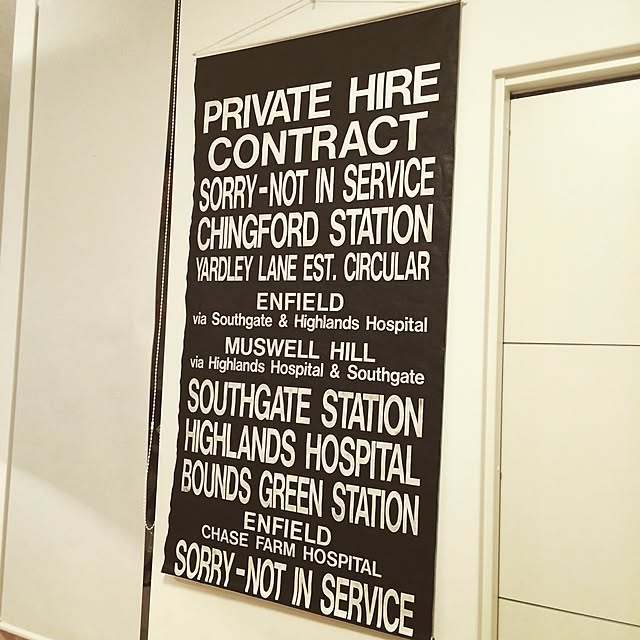 PRIVATE HIRE
CONTRACT
SORRY-NOT IN SERVICE
CHINGFORD STATION
YARDLEY LANE EST. CIRCULAR
ENFIELD
via Southgate & Highlands Hospital
MUSWELL HILL
via Highlands Hospital & Southgate
SOUTHGATE STATION
HIGHLANDS HOSPITAL
BOUNDS GREEN STATION
ENFIELD
CHASE FARM HOSPITAL
SORRY-NOT IN SERVICE